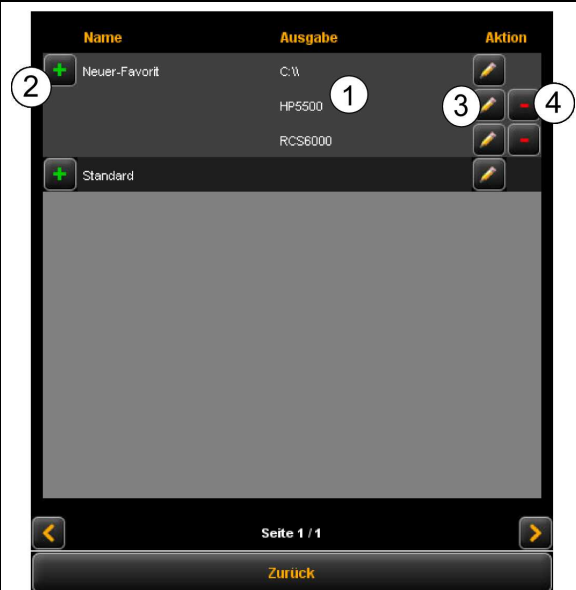 Name Ausgabe Aktion
2 + Neuer-Favorit C:\\
HP5500 1 3 - 4
RCS6000 -
+ Standard
< Seite 1 / 1 >
Zurück